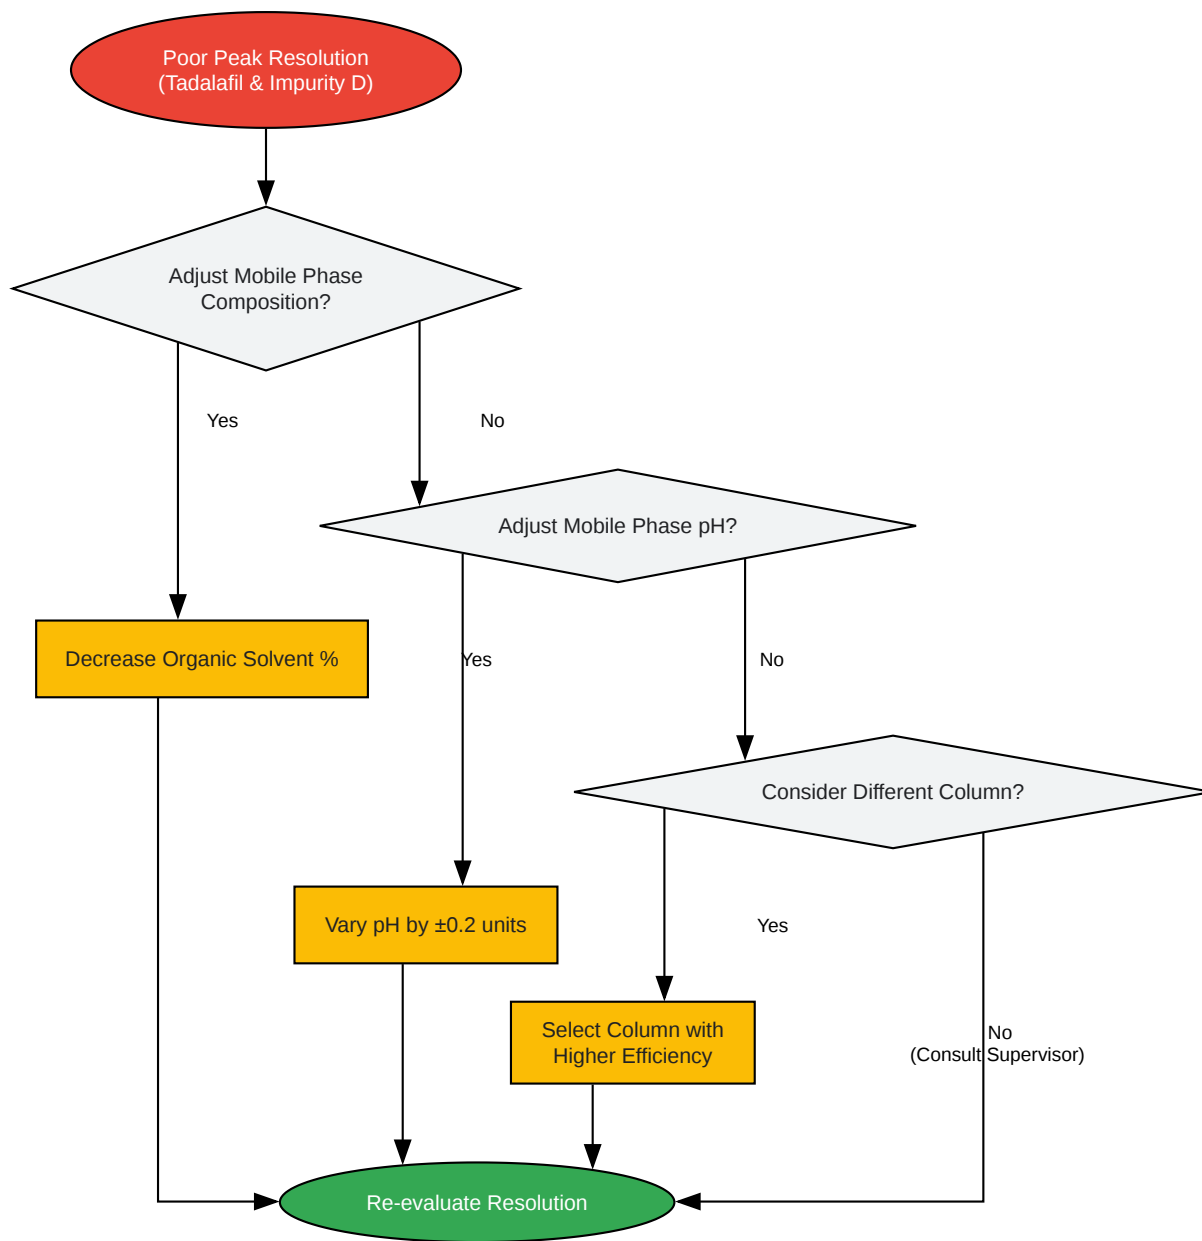 Poor Peak Resolution
(Tadalafil & Impurity D)
Adjust Mobile Phase
Composition?
Yes
No
Adjust Mobile Phase pH?
Decrease Organic Solvent %
Yes
No
Consider Different Column?
Vary pH by ±0.2 units
Yes
Select Column with
Higher Efficiency
No
(Consult Supervisor)
Re-evaluate Resolution